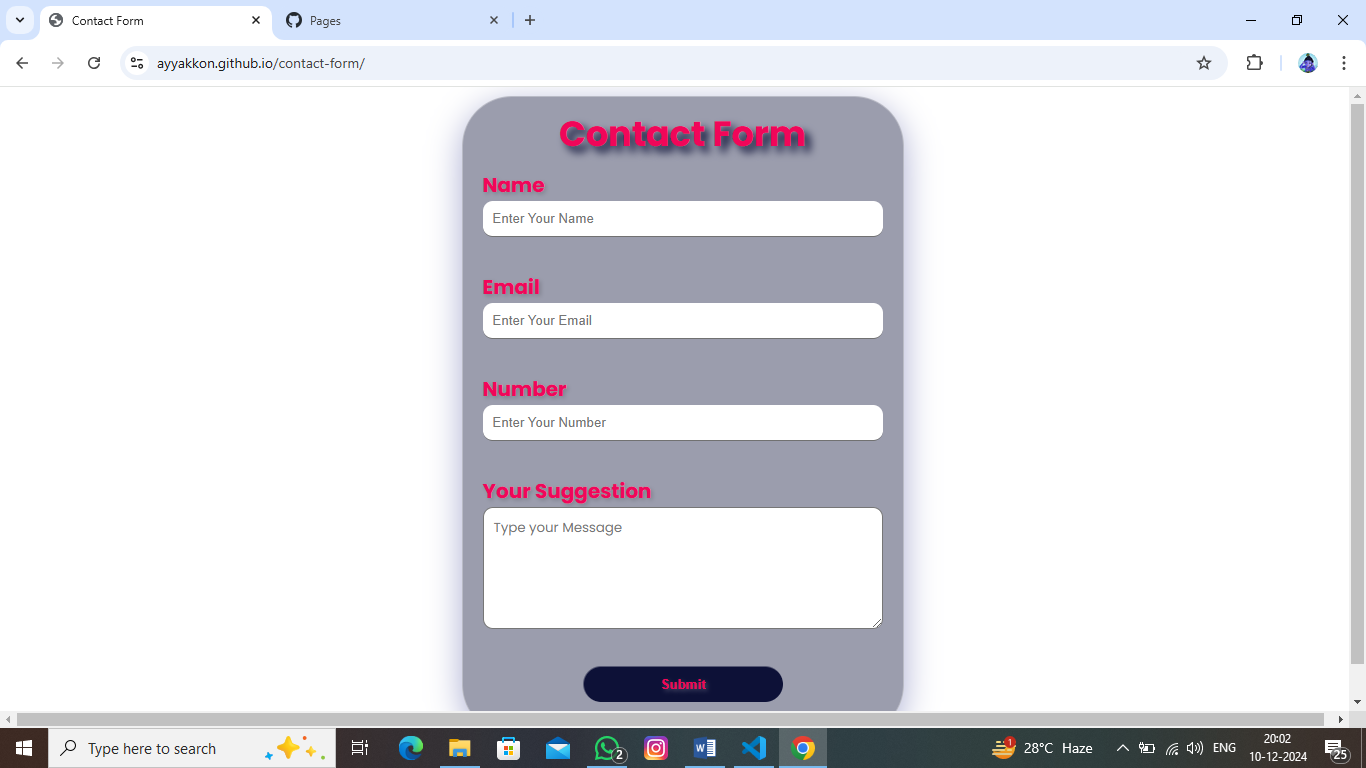 Contact Form
Pages
ayyakkon.github.io/contact-form/
Contact Form
Name
Enter Your Name
Email
Enter Your Email
Number
Enter Your Number
Your Suggestion
Type your Message
Submit
Type here to search
2
1
28°C Haze
ENG
20:02
10-12-2024
25